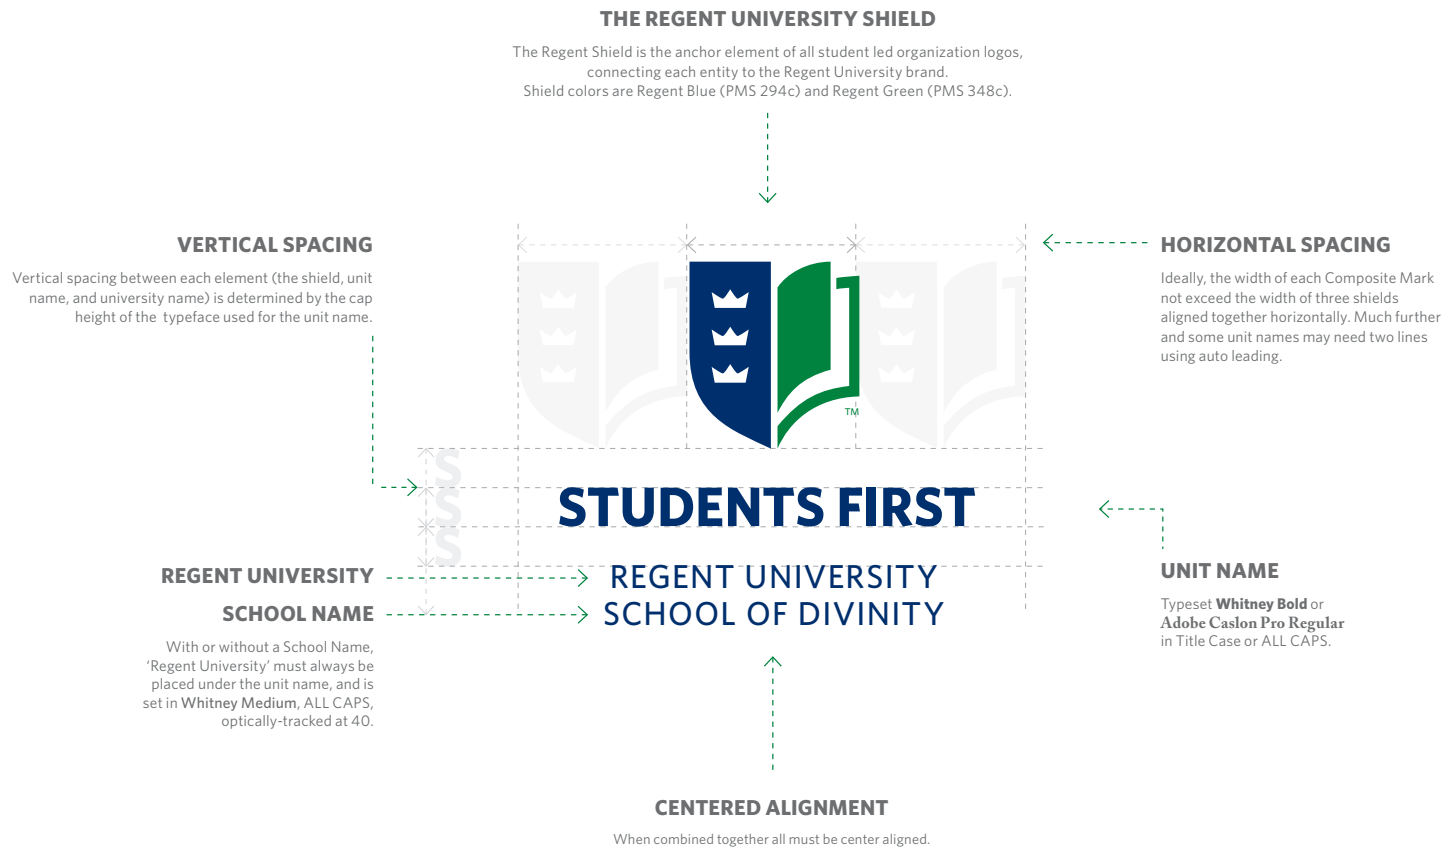 THE REGENT UNIVERSITY SHIELD
The Regent Shield is the anchor element of all student led organization logos,
connecting each entity to the Regent University brand.
Shield colors are Regent Blue (PMS 294c) and Regent Green (PMS 348c).
VERTICAL SPACING
Vertical spacing between each element (the shield, unit
name, and university name) is determined by the cap
height of the typeface used for the unit name.
HORIZONTAL SPACING
Ideally, the width of each Composite Mark
not exceed the width of three shields
aligned together horizontally. Much further
and some unit names may need two lines
using auto leading.
TM
S
S
S
STUDENTS FIRST
REGENT UNIVERSITY
SCHOOL OF DIVINITY
REGENT UNIVERSITY
SCHOOL NAME
With or without a School Name,
‘Regent University’ must always be
placed under the unit name, and is
set in Whitney Medium, ALL CAPS,
optically-tracked at 40.
UNIT NAME
Typeset Whitney Bold or
Adobe Caslon Pro Regular
in Title Case or ALL CAPS.
CENTERED ALIGNMENT
When combined together all must be center aligned.